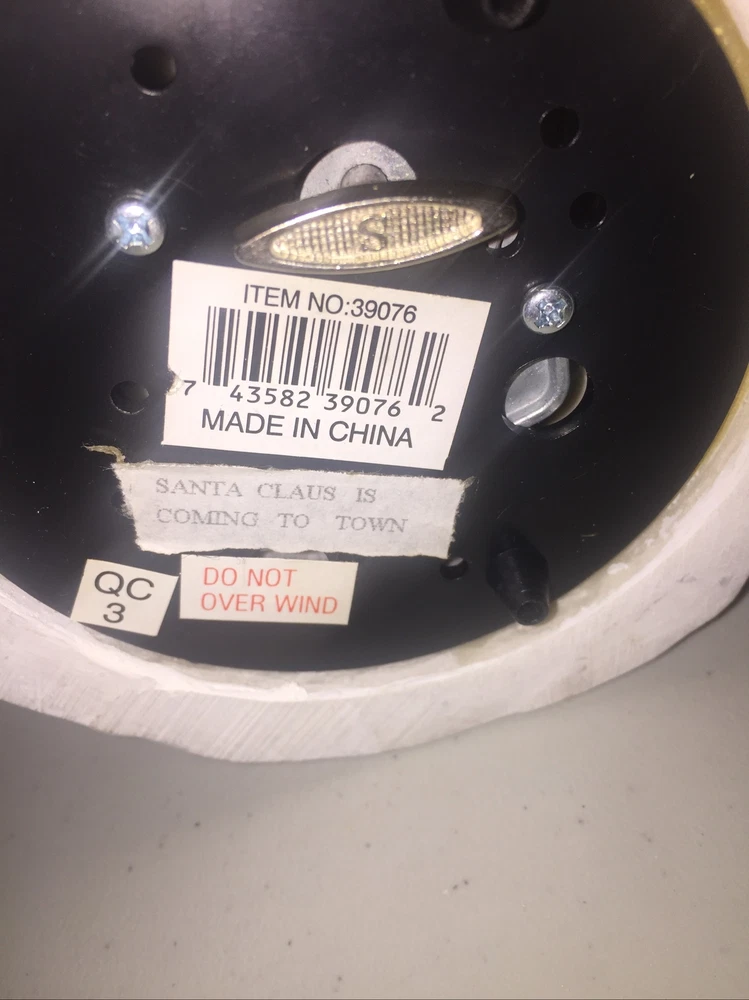 S
ITEM NO:39076
7 43582 39076 2
MADE IN CHINA
SANTA CLAUS IS
COMING TO TOWN
QC
3
DO NOT
OVER WIND